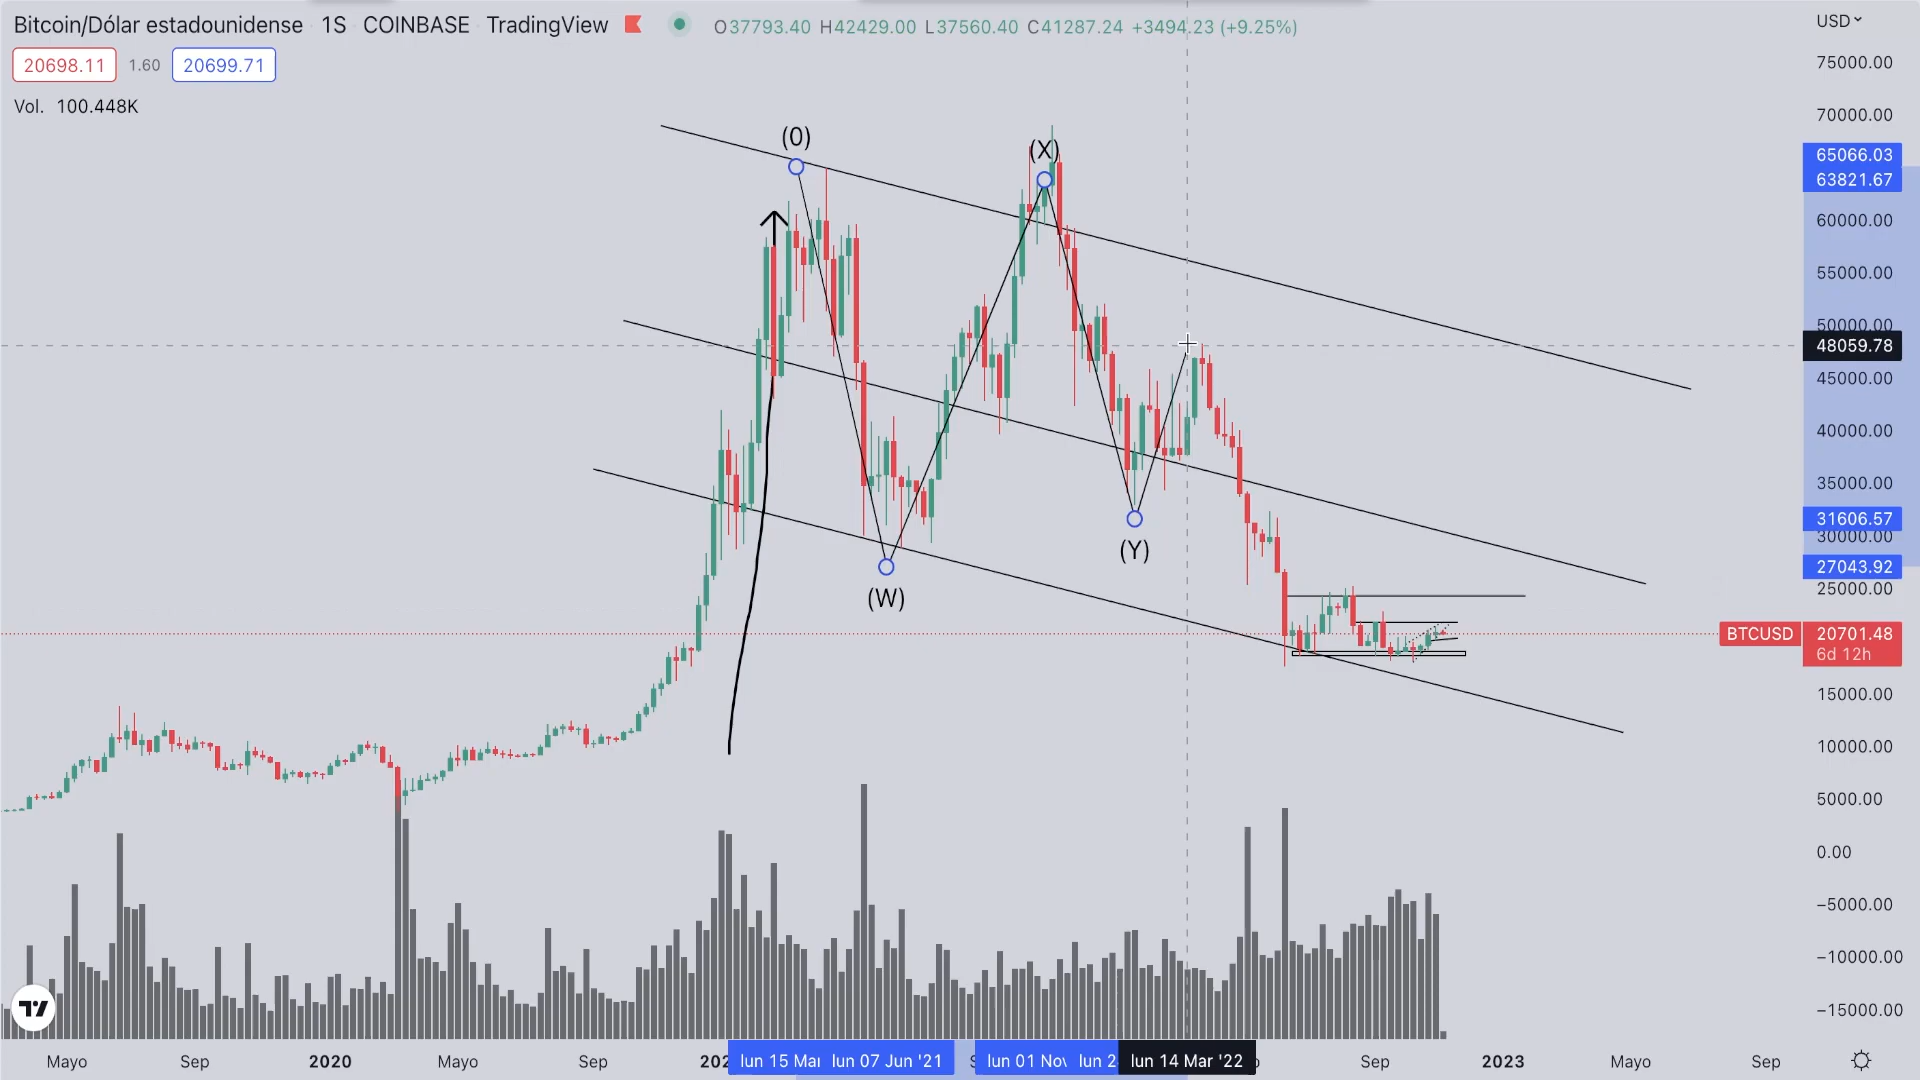 Bitcoin/Dólar estadounidense 1S COINBASE TradingView O37793.40 H42429.00 L37560.40 C41287.24 +3494.23 (+9.25%)
USD
20698.11 1.60 20699.71
Vol. 100.448K
75000.00
70000.00
(0)
(X)
65066.03
63821.67
60000.00
55000.00
50000.00
48059.78
45000.00
40000.00
35000.00
31606.57
30000.00
(Y)
27043.92
25000.00
(W)
BTCUSD 20701.48
6d 12h
15000.00
10000.00
5000.00
0.00
−5000.00
−10000.00
−15000.00
Mayo Sep 2020 Mayo Sep 202 lun 15 Mar lun 07 Jun '21 lun 01 Nov lun 2 lun 14 Mar '22 Sep 2023 Mayo Sep